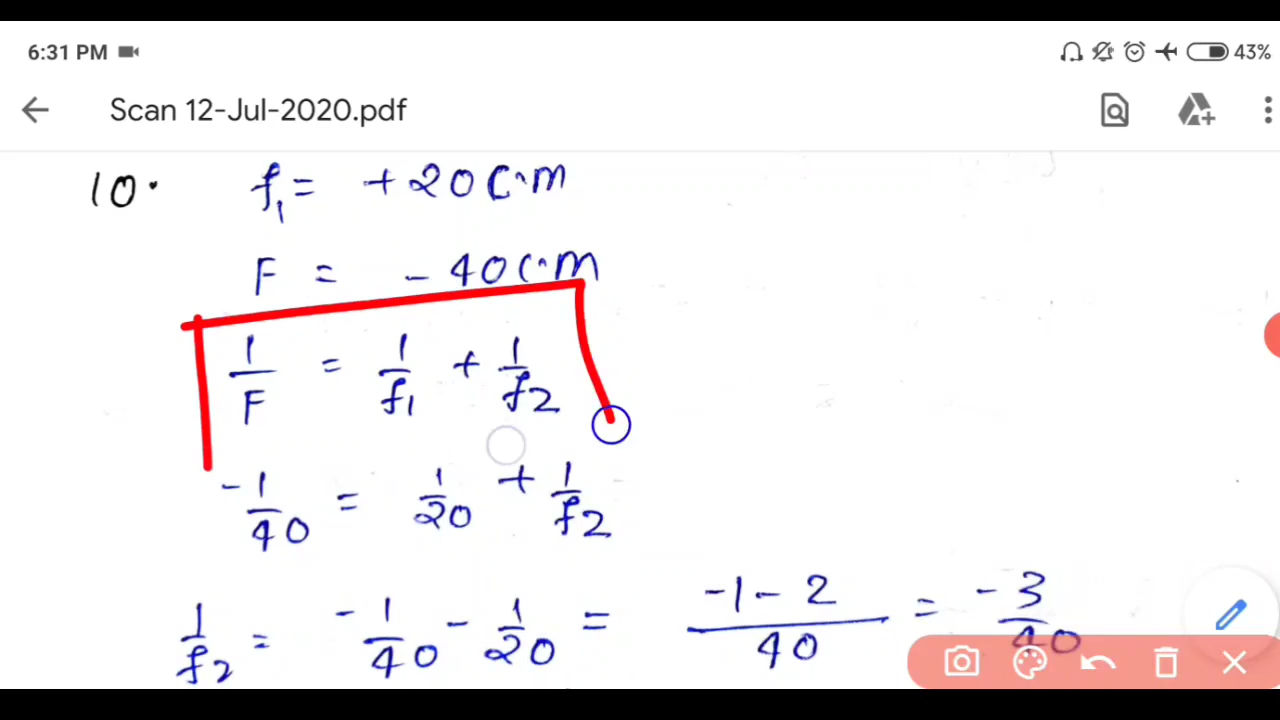 6:31 PM 43%
Scan 12-Jul-2020.pdf
10. f₁ = +20 C·m
F = - 40 C·m
1/F = 1/f₁ + 1/f₂
-1/40 = 1/20 + 1/f₂
1/f₂ = -1/40 - 1/20 = -1-2/40 = -3/40